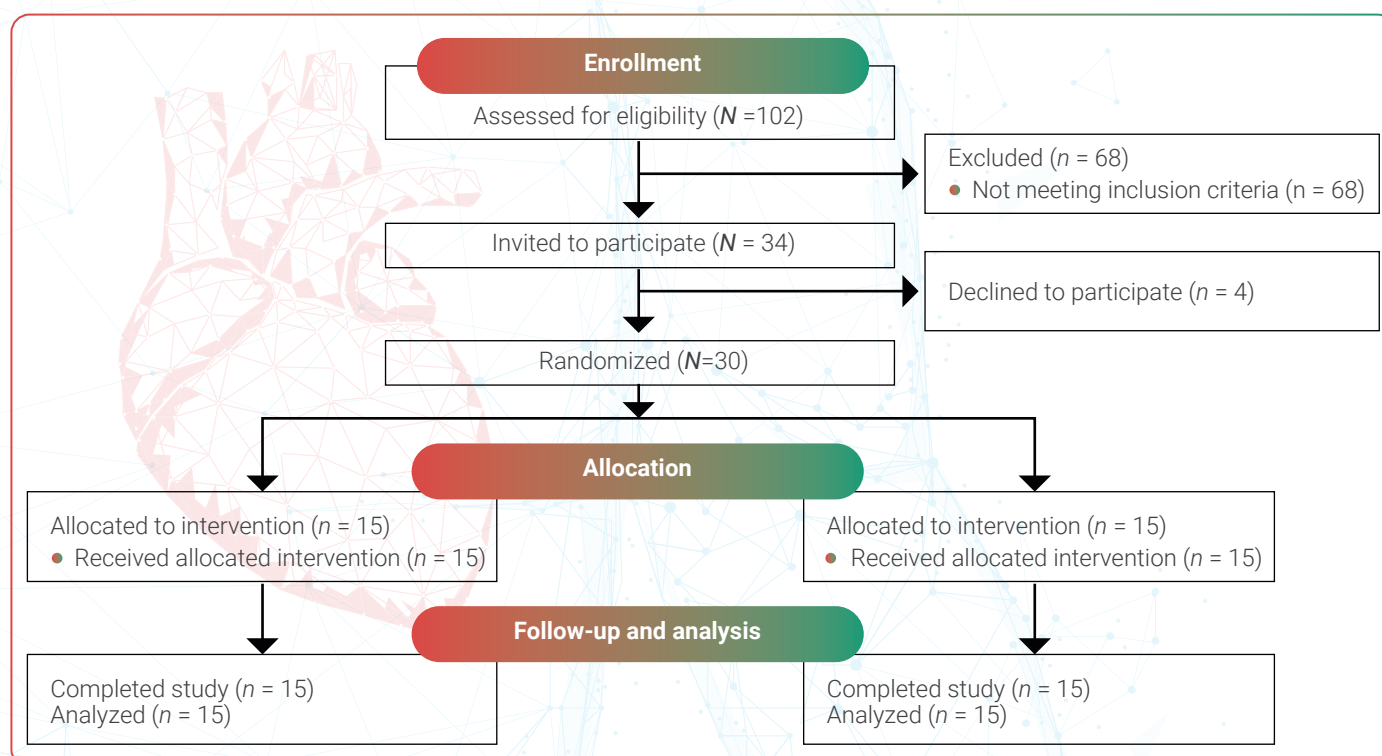 Enrollment
Assessed for eligibility (N =102)
Excluded (n = 68)
Not meeting inclusion criteria (n = 68)
Invited to participate (N = 34)
Declined to participate (n = 4)
Randomized (N=30)
Allocation
Allocated to intervention (n = 15)
Received allocated intervention (n = 15)
Allocated to intervention (n = 15)
Received allocated intervention (n = 15)
Follow-up and analysis
Completed study (n = 15)
Analyzed (n = 15)
Completed study (n = 15)
Analyzed (n = 15)